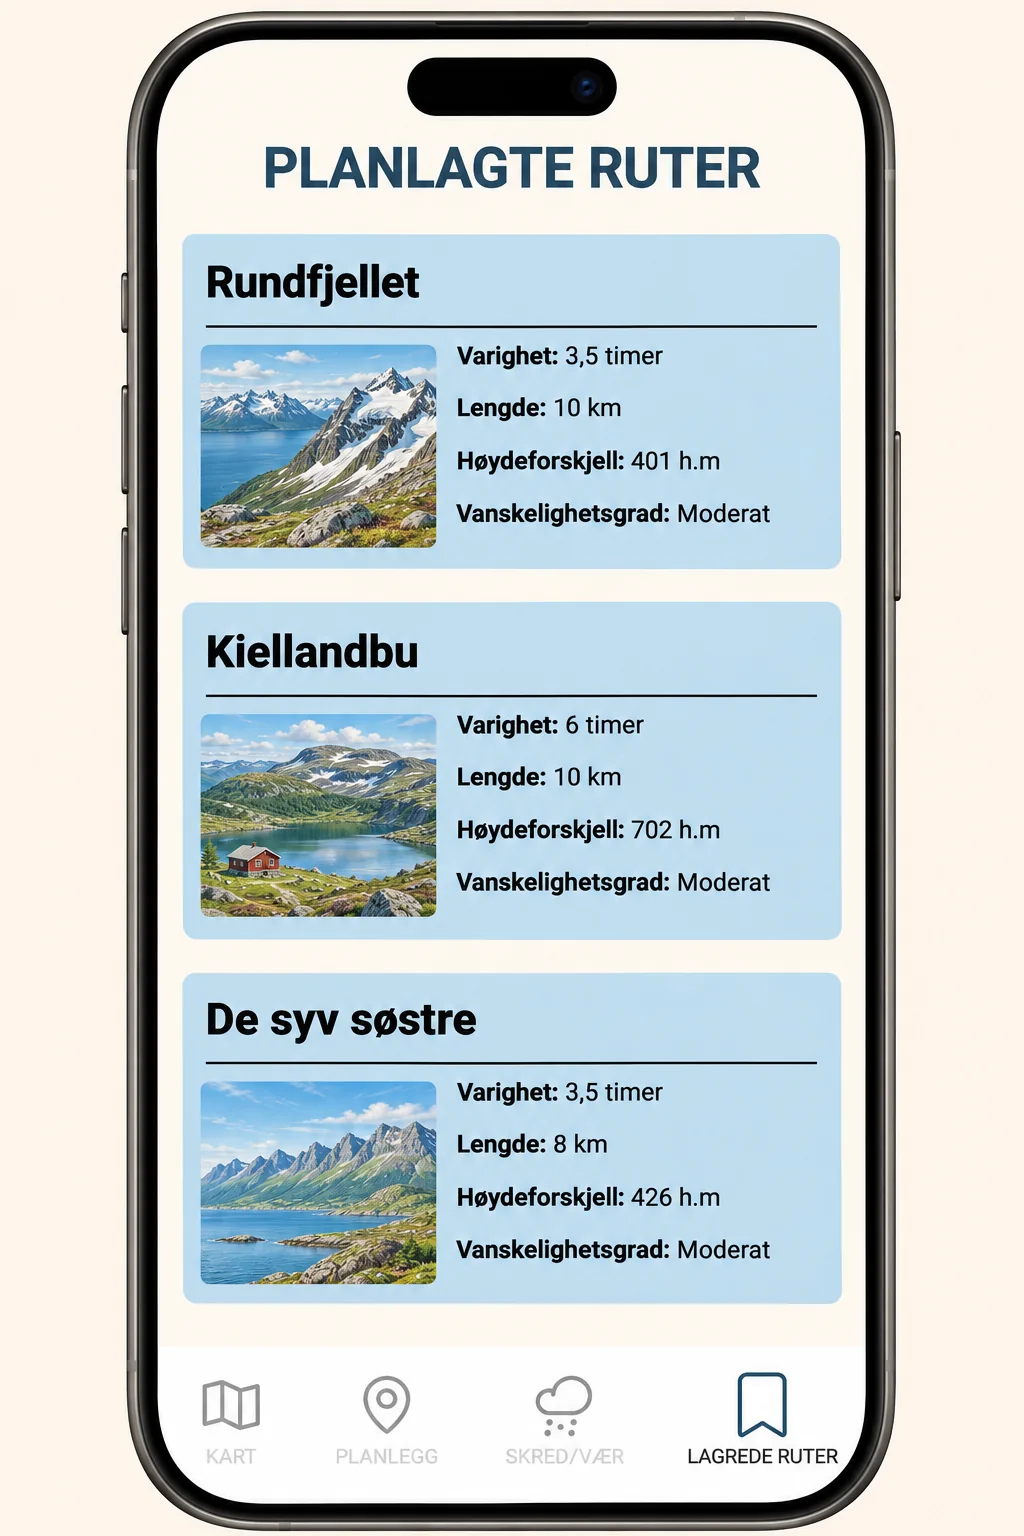 PLANLAGTE RUTER
Rundfjellet
Varighet: 3,5 timer
Lengde: 10 km
Høydeforskjell: 401 h.m
Vanskelighetsgrad: Moderat
Kiellandbu
Varighet: 6 timer
Lengde: 10 km
Høydeforskjell: 702 h.m
Vanskelighetsgrad: Moderat
De syv søstre
Varighet: 3,5 timer
Lengde: 8 km
Høydeforskjell: 426 h.m
Vanskelighetsgrad: Moderat
KART PLANLEGG SKRED/VÆR LAGREDE RUTER